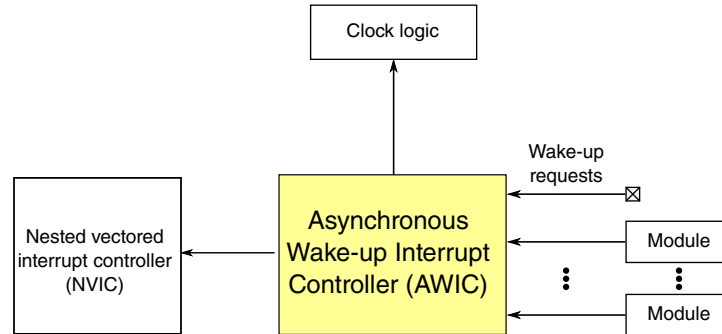 Clock logic
Wake-up
requests
Nested vectored
interrupt controller
(NVIC)
Asynchronous
Wake-up Interrupt
Controller (AWIC)
Module
Module